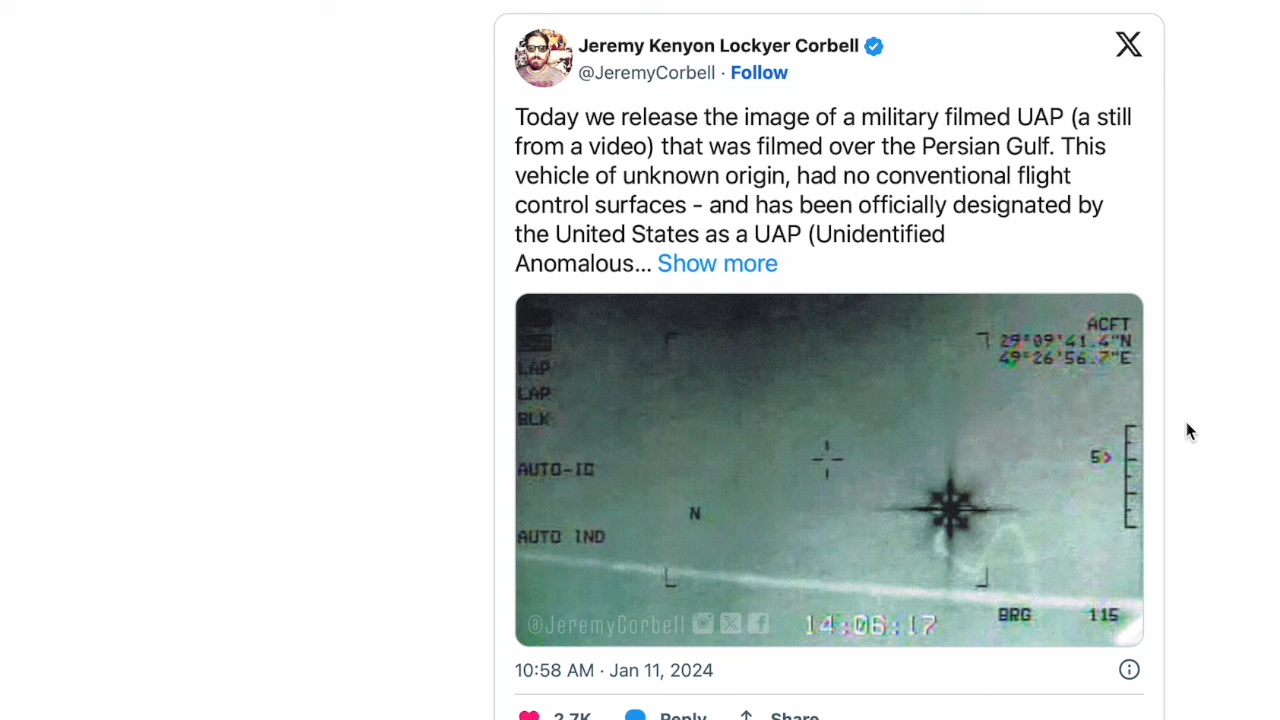 Jeremy Kenyon Lockyer Corbell
@JeremyCorbell · Follow
Today we release the image of a military filmed UAP (a still
from a video) that was filmed over the Persian Gulf. This
vehicle of unknown origin, had no conventional flight
control surfaces - and has been officially designated by
the United States as a UAP (Unidentified
Anomalous... Show more
ACFT
29°09'41.4"N
49°26'56.7"E
LAP
LAP
BLK
5>
AUTO-IC
N
AUTO IND
BRG 115
@JeremyCorbell
14:06:17
10:58 AM · Jan 11, 2024
2.7K Reply Share